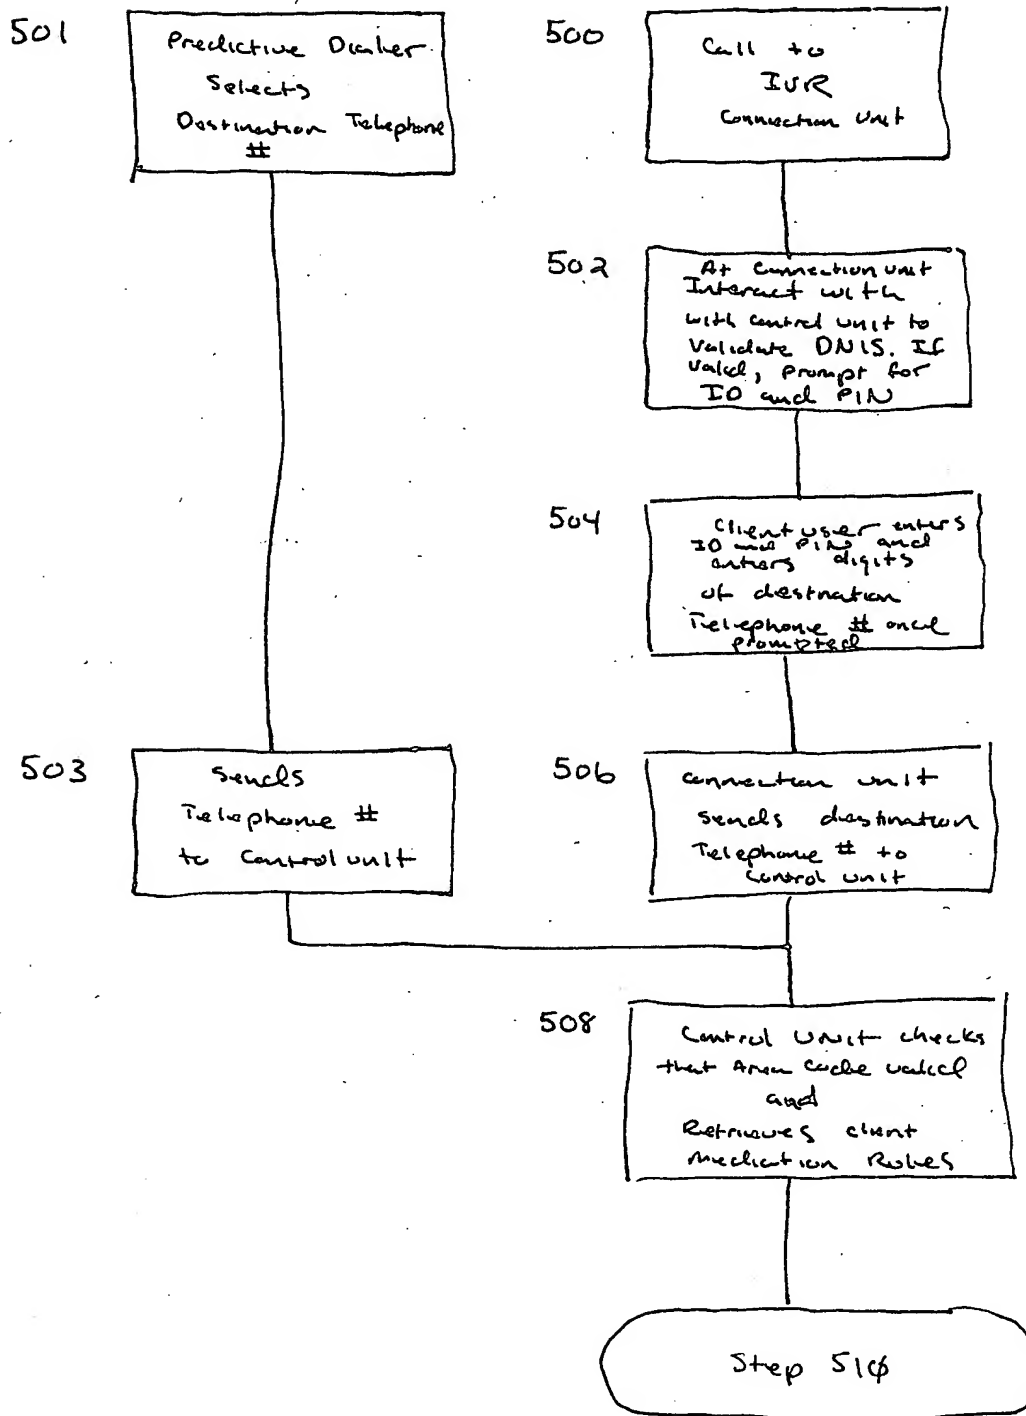 501
Predictive Dialer
Selects
Destination Telephone
#
500
Call to
IVR
Connection Unit
502
At Connection unit
Interact with
with control unit to
Validate DNIS. If
valid, prompt for
ID and PIN
504
Client user enters
ID and PIN and
enters digits
of destination
Telephone # once
prompted
503
Sends
Telephone #
to Control unit
506
connection unit
sends destination
Telephone # to
Control unit
508
Control Unit checks
that Area Code valid
and
Retrieves client
Mediation Rules
Step 510